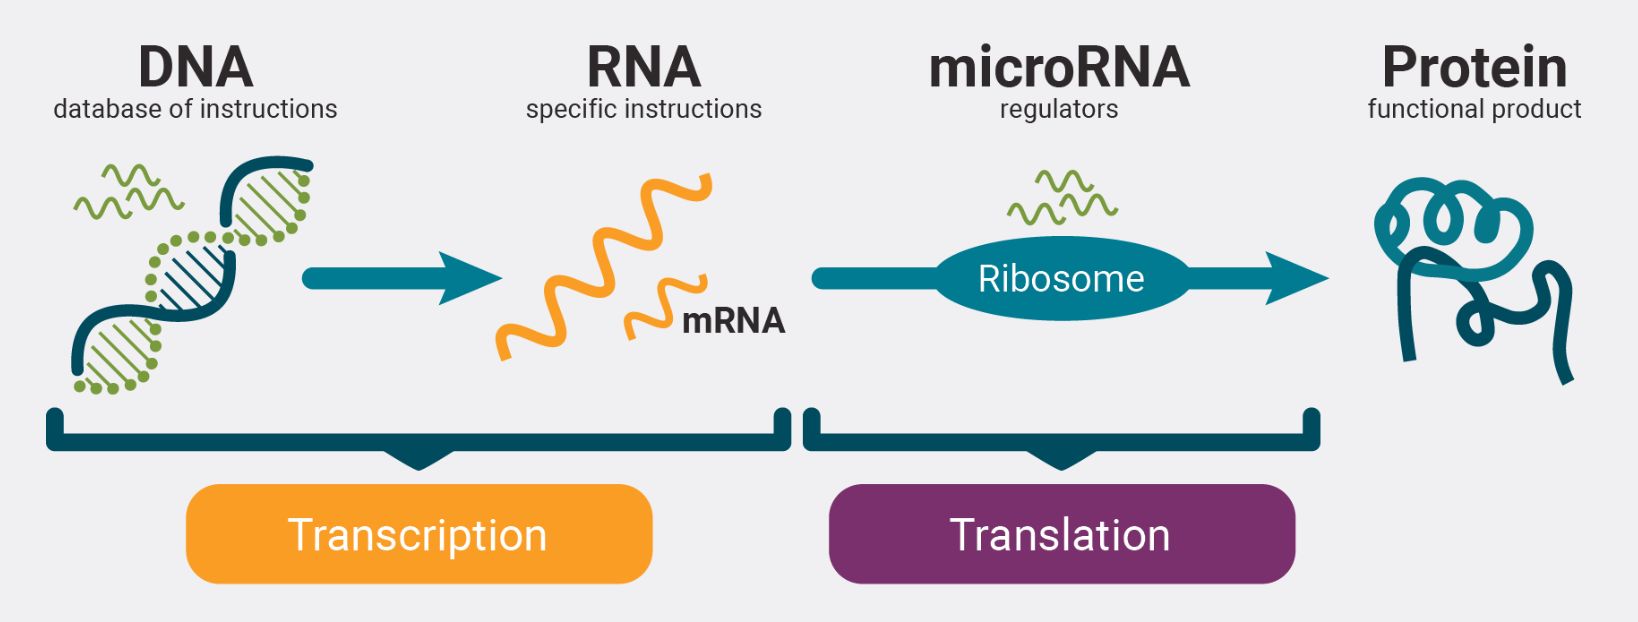 DNA
database of instructions
RNA
specific instructions
microRNA
regulators
Protein
functional product
mRNA
Ribosome
Transcription
Translation